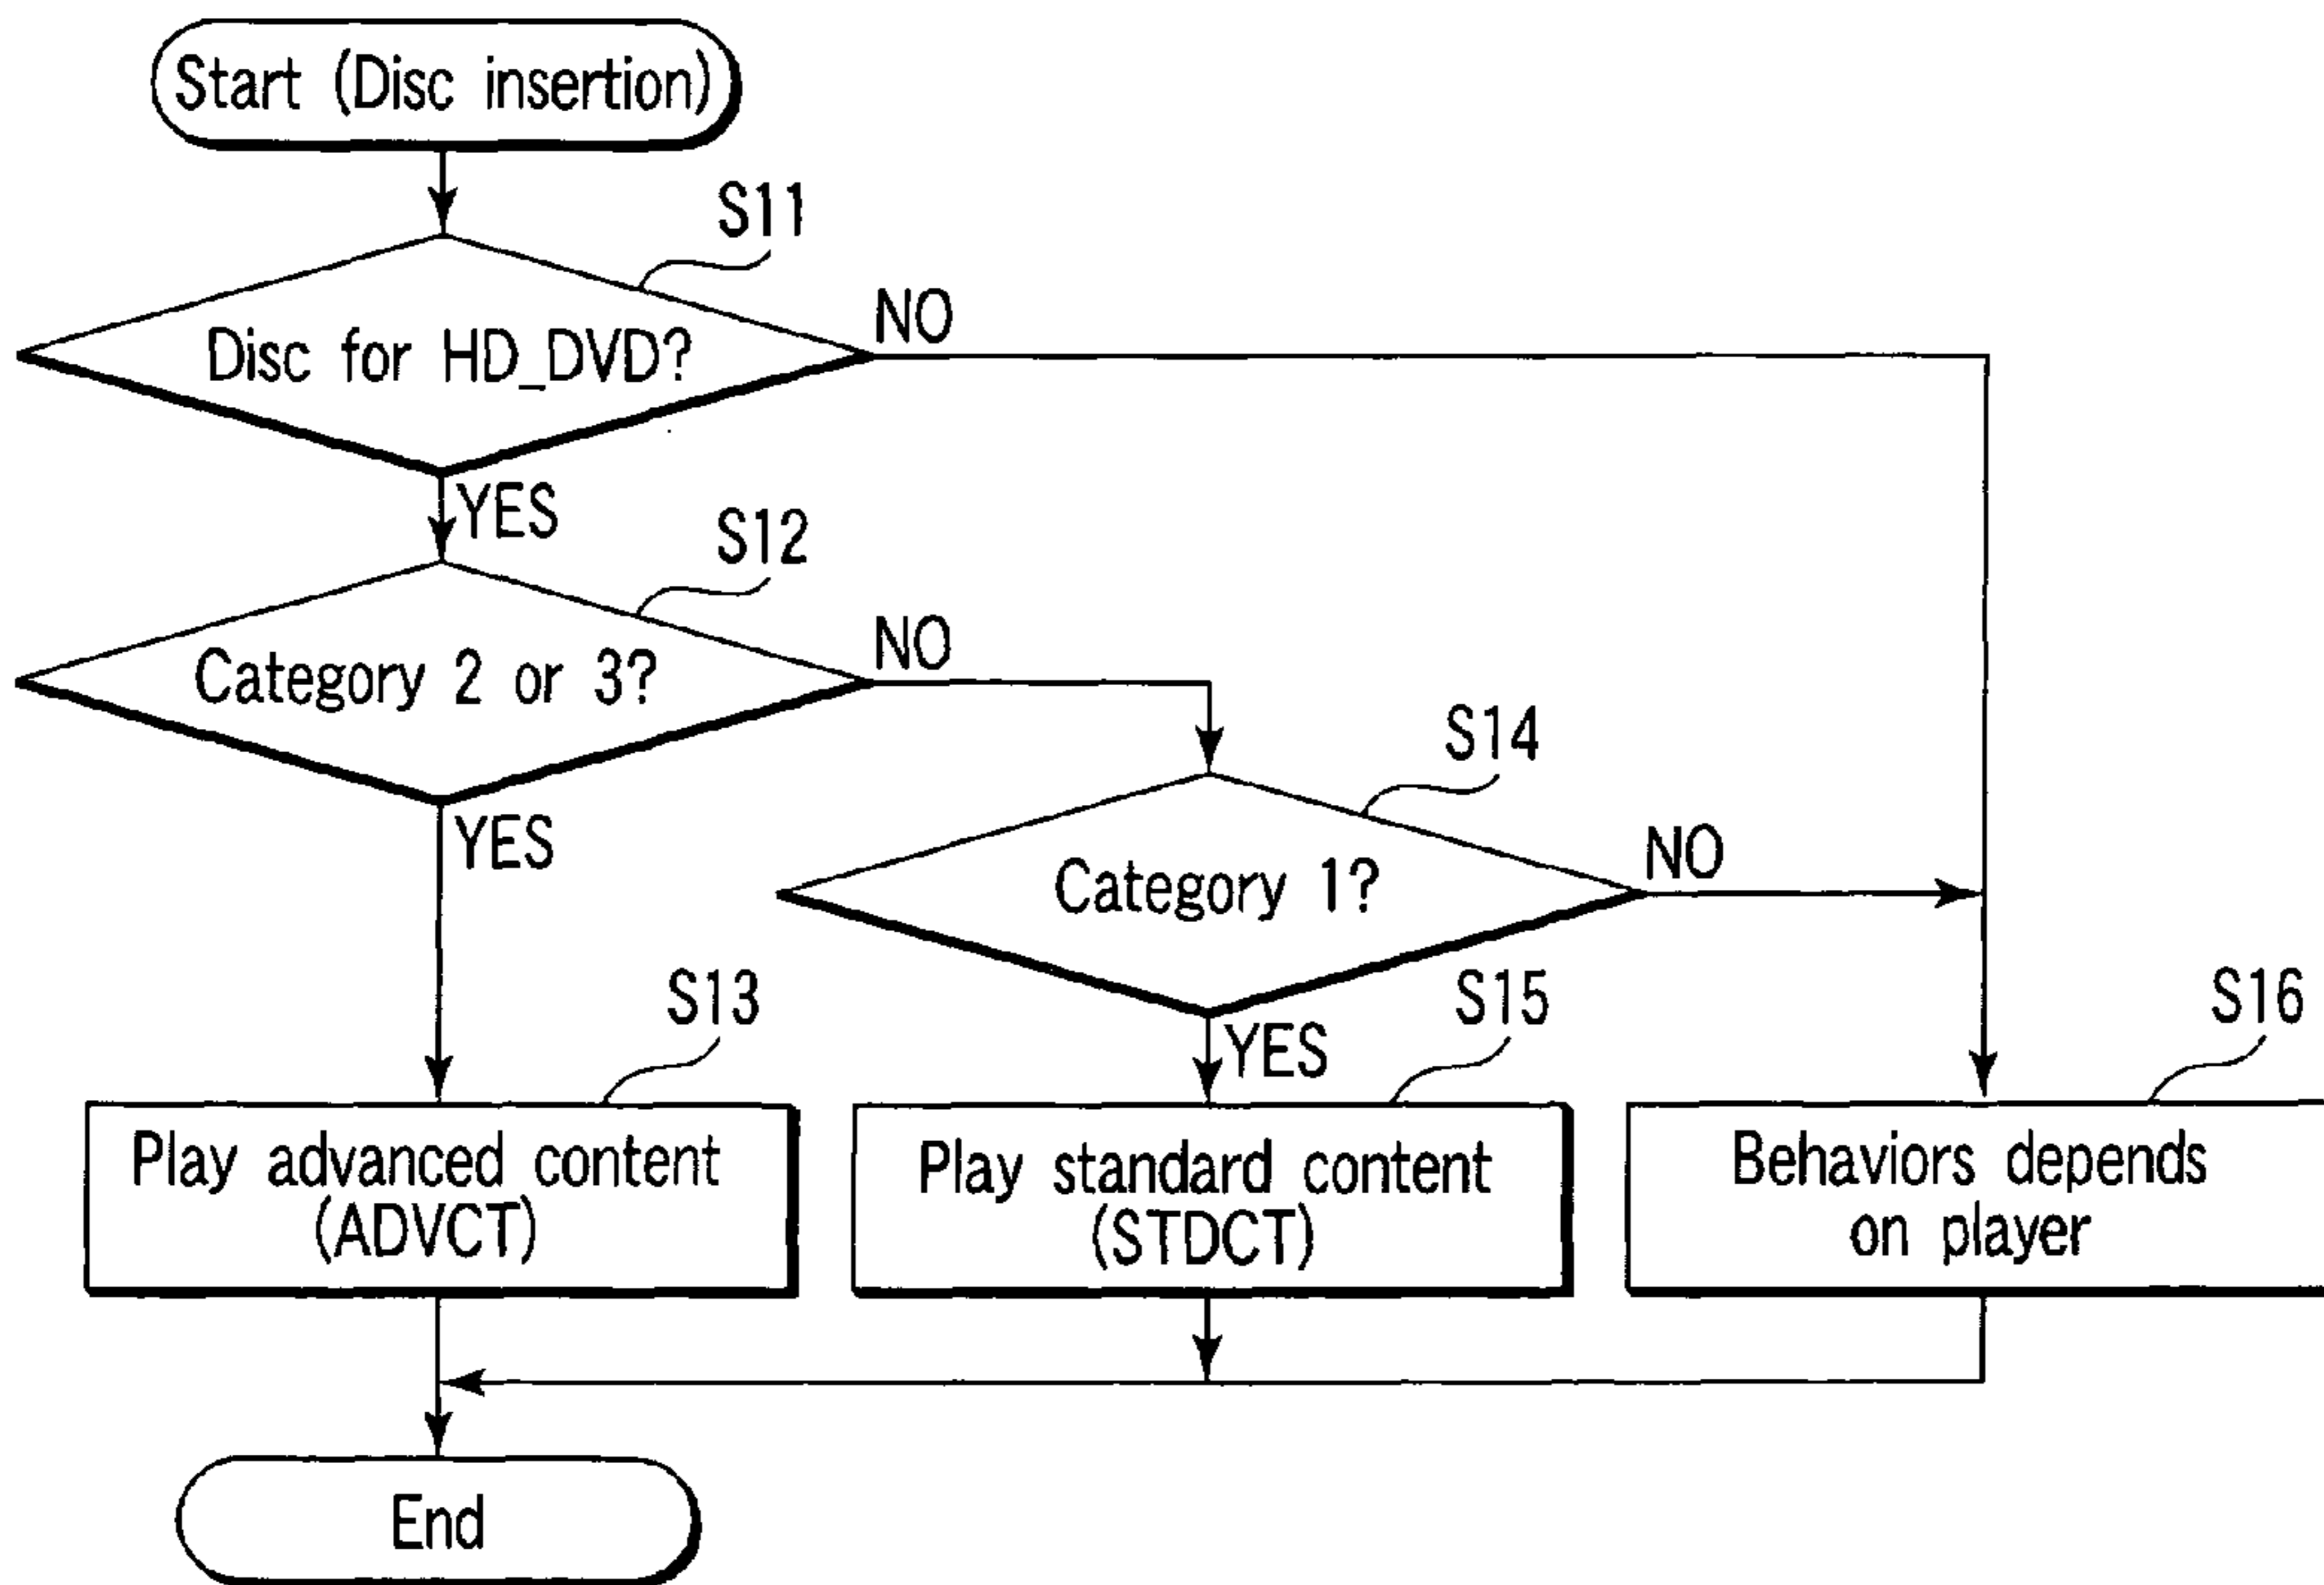 Start (Disc insertion)
S11
Disc for HD_DVD?
NO
YES
S12
Category 2 or 3?
NO
YES
S14
Category 1?
NO
YES
S13
Play advanced content
(ADVCT)
S15
Play standard content
(STDCT)
S16
Behaviors depends
on player
End